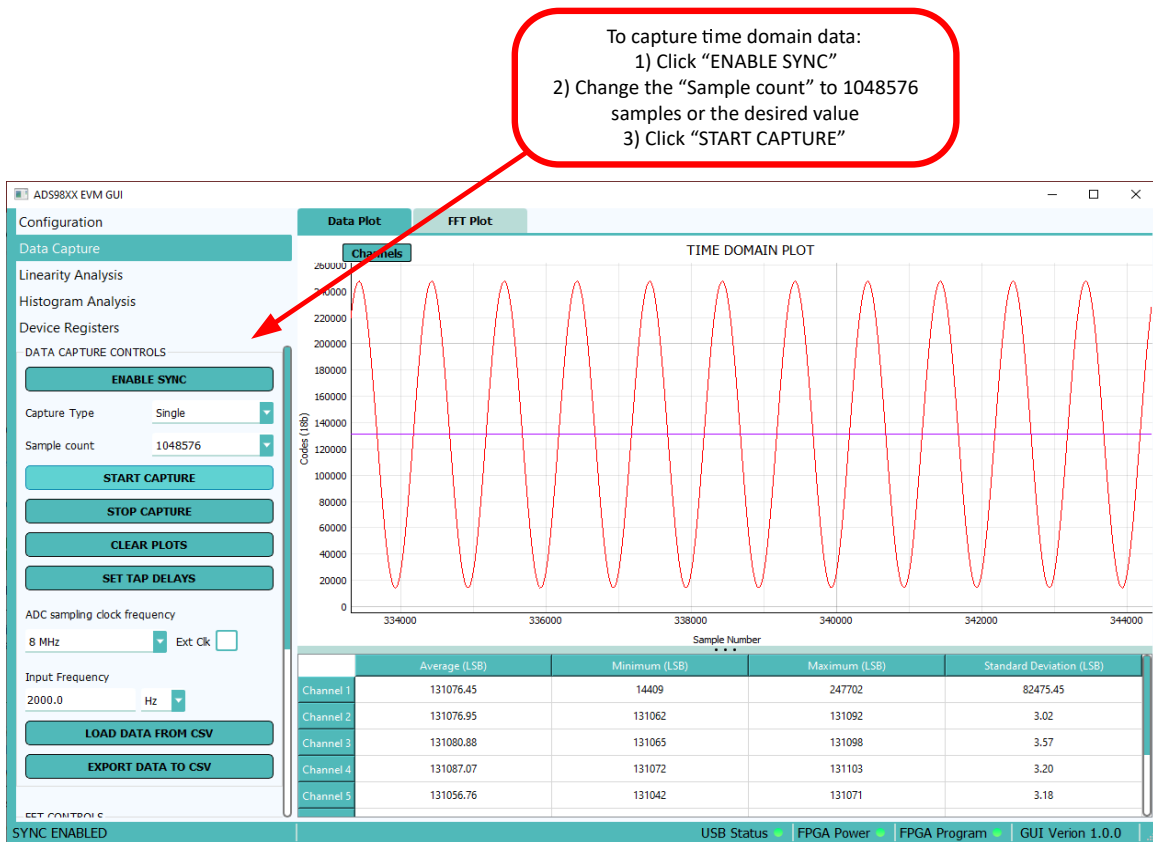 To capture time domain data:
1) Click “ENABLE SYNC”
2) Change the “Sample count” to 1048576
samples or the desired value
3) Click “START CAPTURE”
ADS98XX EVM GUI
Configuration
Data Capture
Linearity Analysis
Histogram Analysis
Device Registers
DATA CAPTURE CONTROLS
ENABLE SYNC
Capture Type Single
Sample count 1048576
START CAPTURE
STOP CAPTURE
CLEAR PLOTS
SET TAP DELAYS
ADC sampling clock frequency
8 MHz Ext Clk
Input Frequency
2000.0 Hz
LOAD DATA FROM CSV
EXPORT DATA TO CSV
FFT CONTROLS
Data Plot FFT Plot
Channels
TIME DOMAIN PLOT
Codes (18b)
260000
240000
220000
200000
180000
160000
140000
120000
100000
80000
60000
40000
20000
0
334000 336000 338000 340000 342000 344000
Sample Number
Average (LSB) Minimum (LSB) Maximum (LSB) Standard Deviation (LSB)
Channel 1 131076.45 14409 247702 82475.45
Channel 2 131076.95 131062 131092 3.02
Channel 3 131080.88 131065 131098 3.57
Channel 4 131087.07 131072 131103 3.20
Channel 5 131056.76 131042 131071 3.18
SYNC ENABLED USB Status FPGA Power FPGA Program GUI Verion 1.0.0